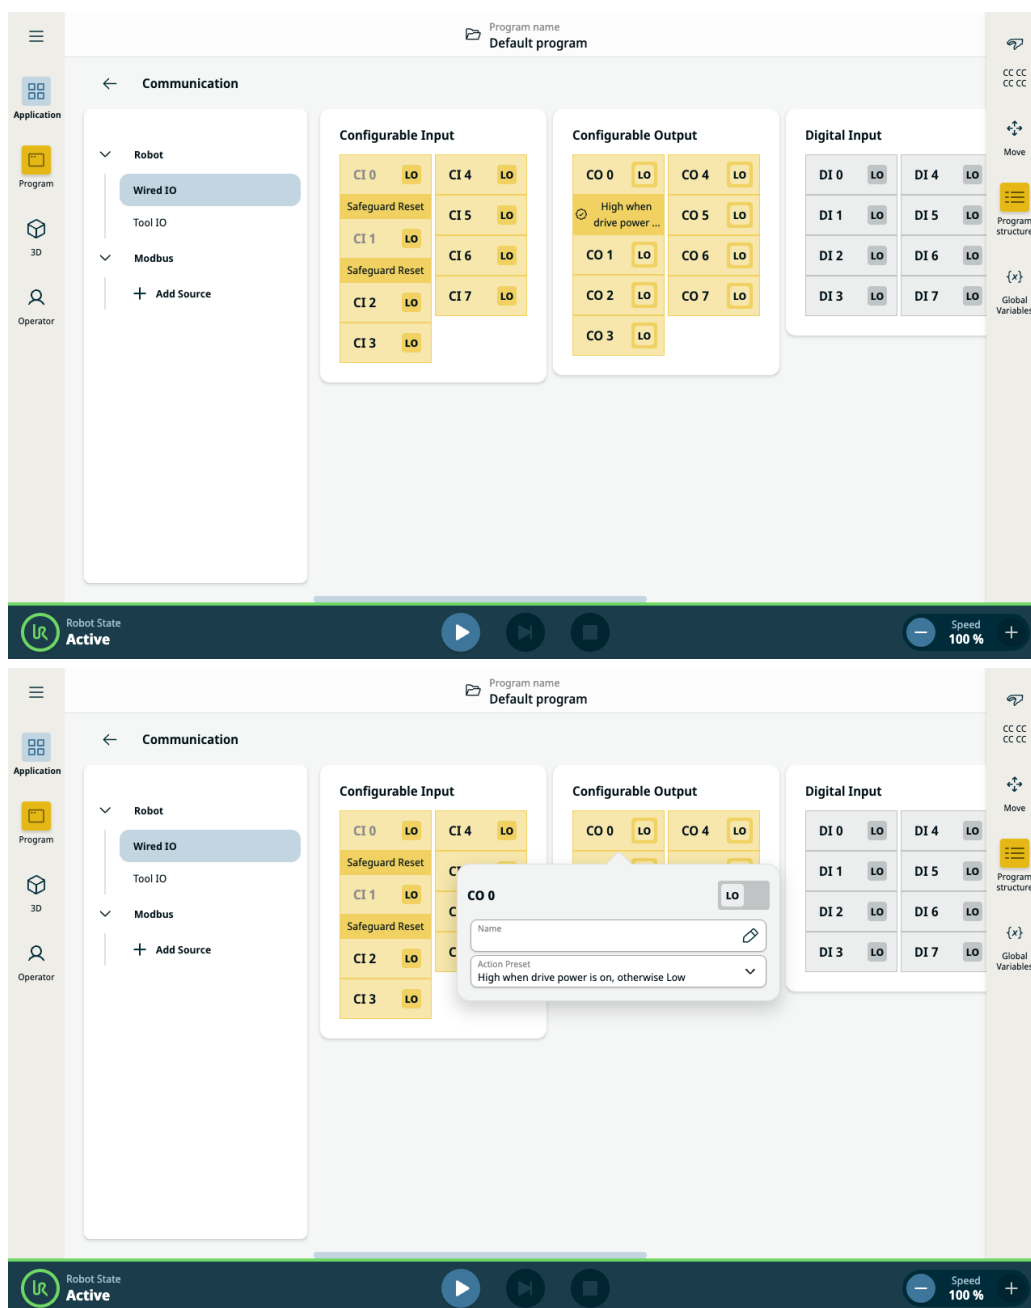 Program name
Default program
Communication
Application
Program
3D
Operator
Robot
Wired IO
Tool IO
Modbus
Add Source
Configurable Input
CI 0 LO CI 4 LO
Safeguard Reset
CI 5 LO
CI 1 LO
CI 6 LO
Safeguard Reset
CI 2 LO CI 7 LO
CI 3 LO
Configurable Output
CO 0 LO CO 4 LO
High when
drive power ...
CO 5 LO
CO 1 LO CO 6 LO
CO 2 LO CO 7 LO
CO 3 LO
Digital Input
DI 0 LO DI 4 LO
DI 1 LO DI 5 LO
DI 2 LO DI 6 LO
DI 3 LO DI 7 LO
CC CC
CC CC
Move
Program
structure
{x}
Global
Variables
Robot State
Active
Speed
100 %
Program name
Default program
Communication
Application
Program
3D
Operator
Robot
Wired IO
Tool IO
Modbus
Add Source
Configurable Input
CI 0 LO CI 4 LO
Safeguard Reset
CI 1 LO
Safeguard Reset
CI 2 LO
CI 3 LO
Configurable Output
CO 0 LO CO 4 LO
CO 0 LO
Name
Action Preset
High when drive power is on, otherwise Low
Digital Input
DI 0 LO DI 4 LO
DI 1 LO DI 5 LO
DI 2 LO DI 6 LO
DI 3 LO DI 7 LO
CC CC
CC CC
Move
Program
structure
{x}
Global
Variables
Robot State
Active
Speed
100 %